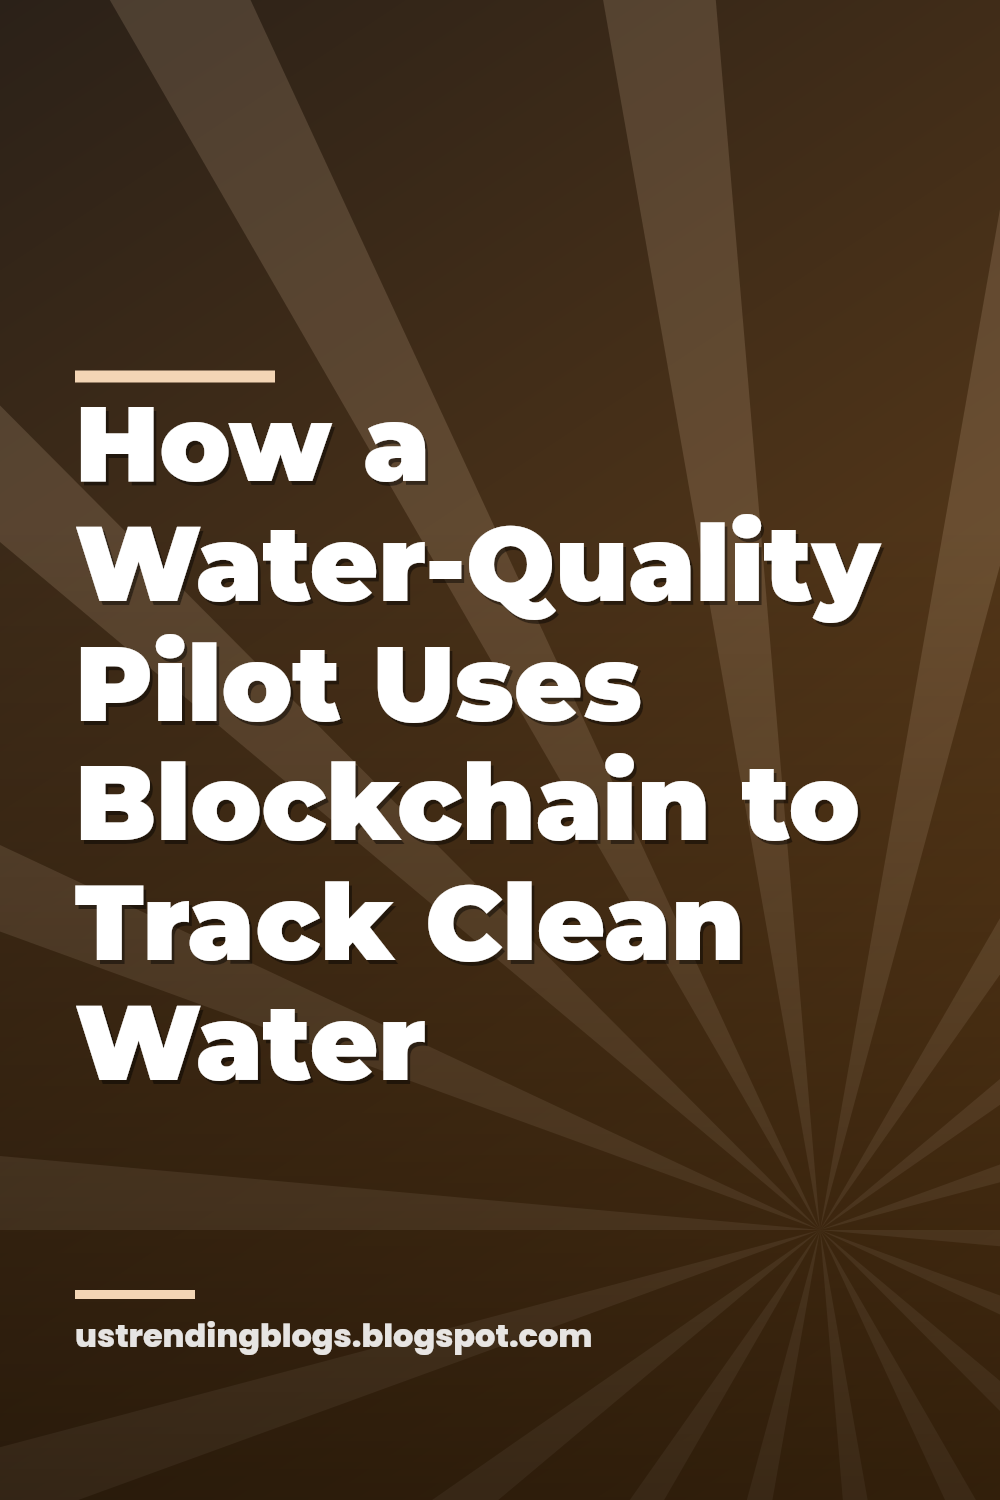 How a
Water-Quality
Pilot Uses
Blockchain to
Track Clean
Water
ustrendingblogs.blogspot.com